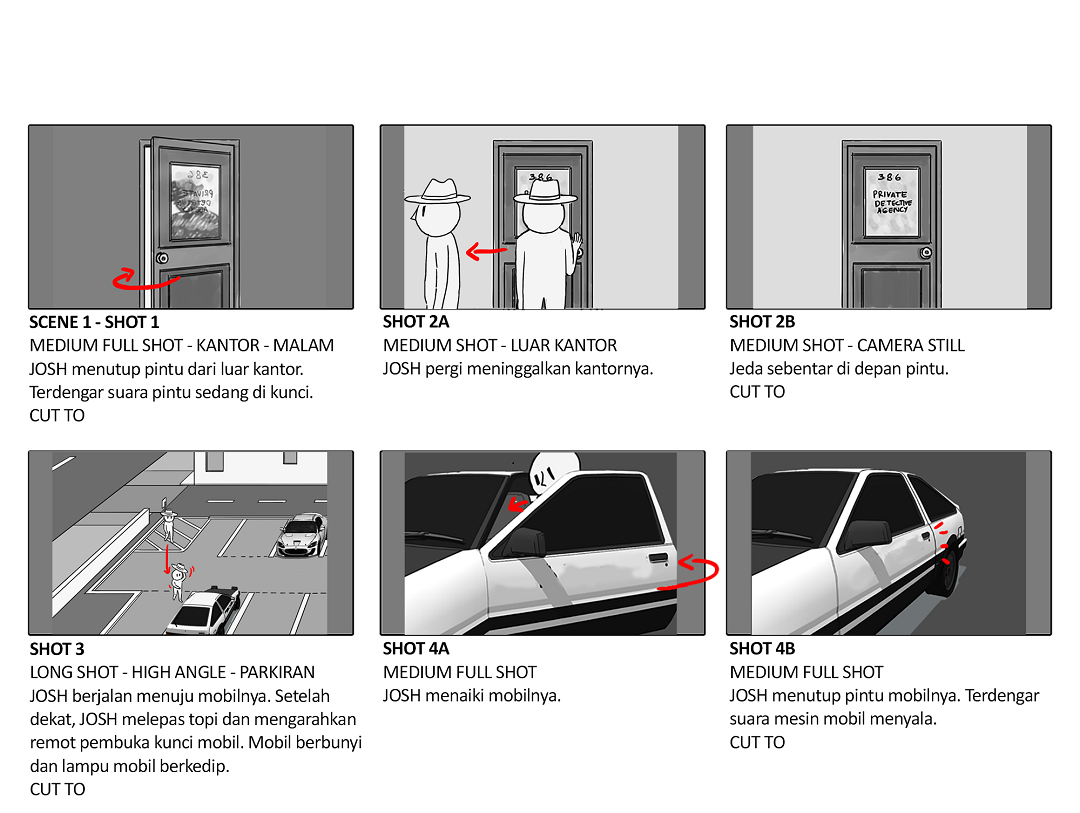 386
PRIVATE
DETECTIVE
AGENCY
386
386
PRIVATE
DETECTIVE
AGENCY
SCENE 1 - SHOT 1
MEDIUM FULL SHOT - KANTOR - MALAM
JOSH menutup pintu dari luar kantor.
Terdengar suara pintu sedang di kunci.
CUT TO
SHOT 2A
MEDIUM SHOT - LUAR KANTOR
JOSH pergi meninggalkan kantornya.
SHOT 2B
MEDIUM SHOT - CAMERA STILL
Jeda sebentar di depan pintu.
CUT TO
SHOT 3
LONG SHOT - HIGH ANGLE - PARKIRAN
JOSH berjalan menuju mobilnya. Setelah
dekat, JOSH melepas topi dan mengarahkan
remot pembuka kunci mobil. Mobil berbunyi
dan lampu mobil berkedip.
CUT TO
SHOT 4A
MEDIUM FULL SHOT
JOSH menaiki mobilnya.
SHOT 4B
MEDIUM FULL SHOT
JOSH menutup pintu mobilnya. Terdengar
suara mesin mobil menyala.
CUT TO